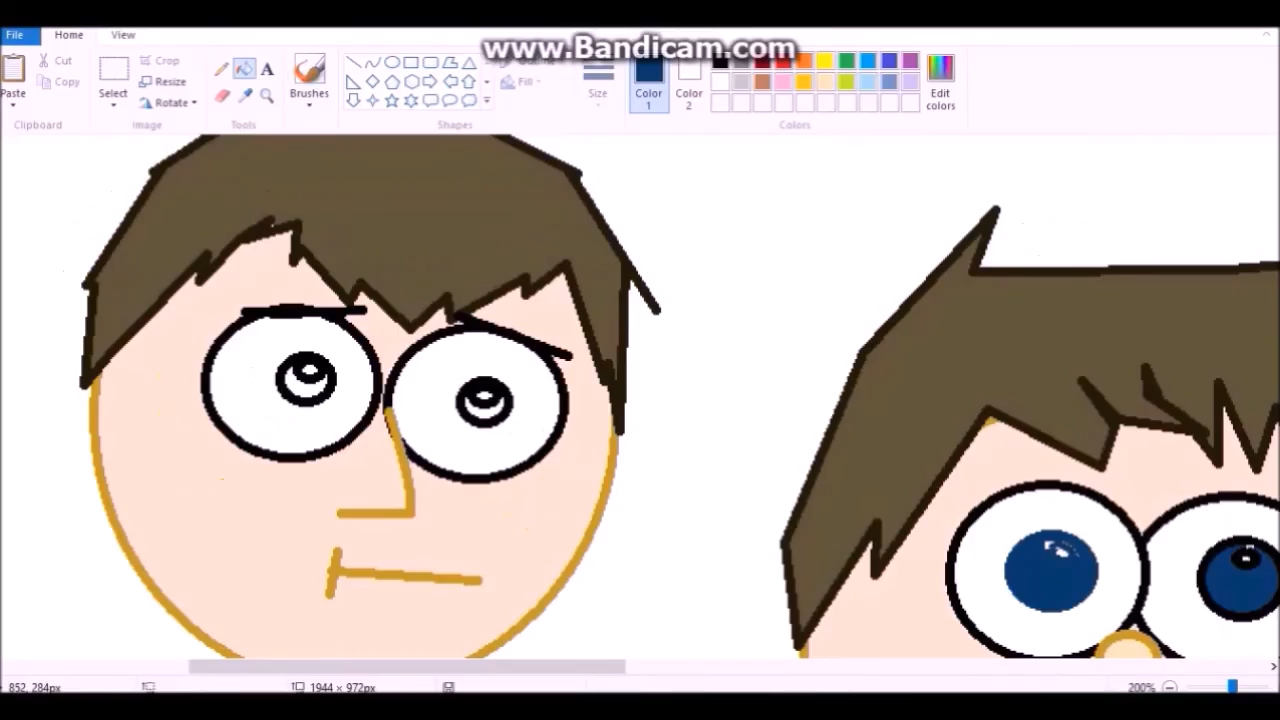 File Home View
www.Bandicam.com
Paste
Cut
Copy
Clipboard
Select
Crop
Resize
Rotate
Image
A
Tools
Brushes
Fill
Shapes
Size
Color
1
Color
2
Edit
colors
Colors
852, 284px
1944 × 972px
200%